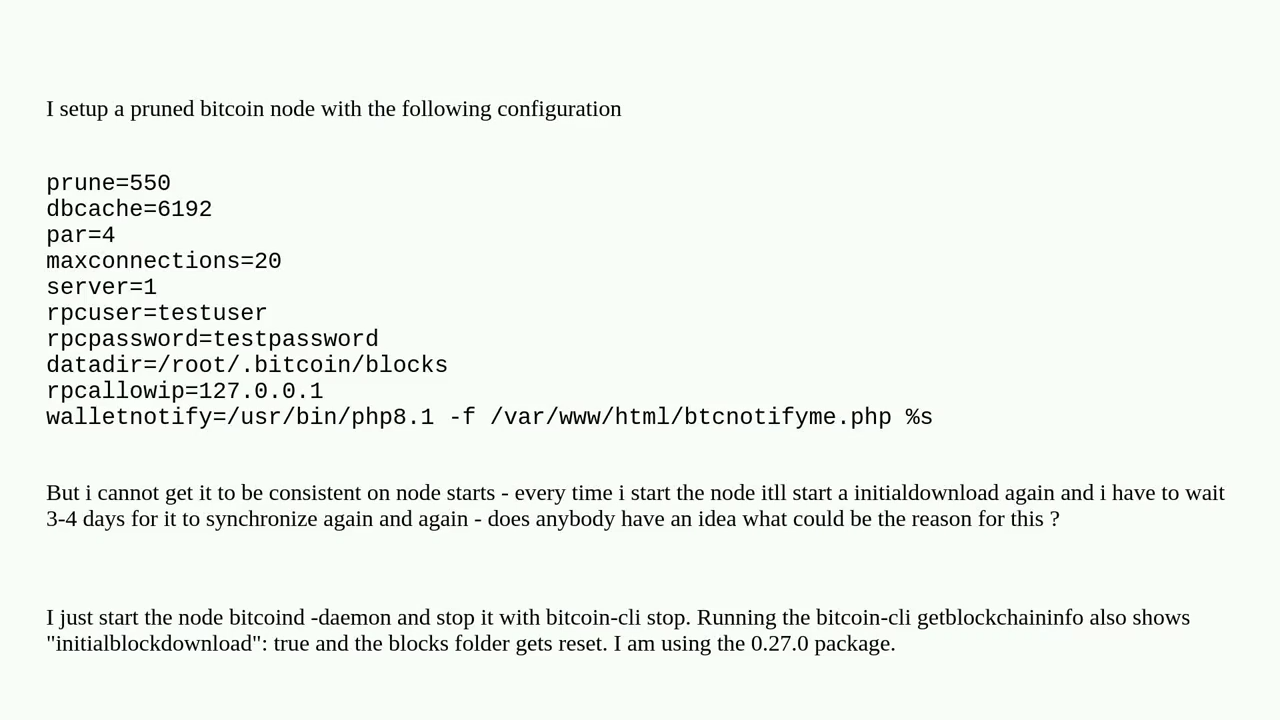 I setup a pruned bitcoin node with the following configuration
prune=550
dbcache=6192
par=4
maxconnections=20
server=1
rpcuser=testuser
rpcpassword=testpassword
datadir=/root/.bitcoin/blocks
rpcallowip=127.0.0.1
walletnotify=/usr/bin/php8.1 -f /var/www/html/btcnotifyme.php %s
But i cannot get it to be consistent on node starts - every time i start the node itll start a initialdownload again and i have to wait
3-4 days for it to synchronize again and again - does anybody have an idea what could be the reason for this ?
I just start the node bitcoind -daemon and stop it with bitcoin-cli stop. Running the bitcoin-cli getblockchaininfo also shows
"initialblockdownload": true and the blocks folder gets reset. I am using the 0.27.0 package.